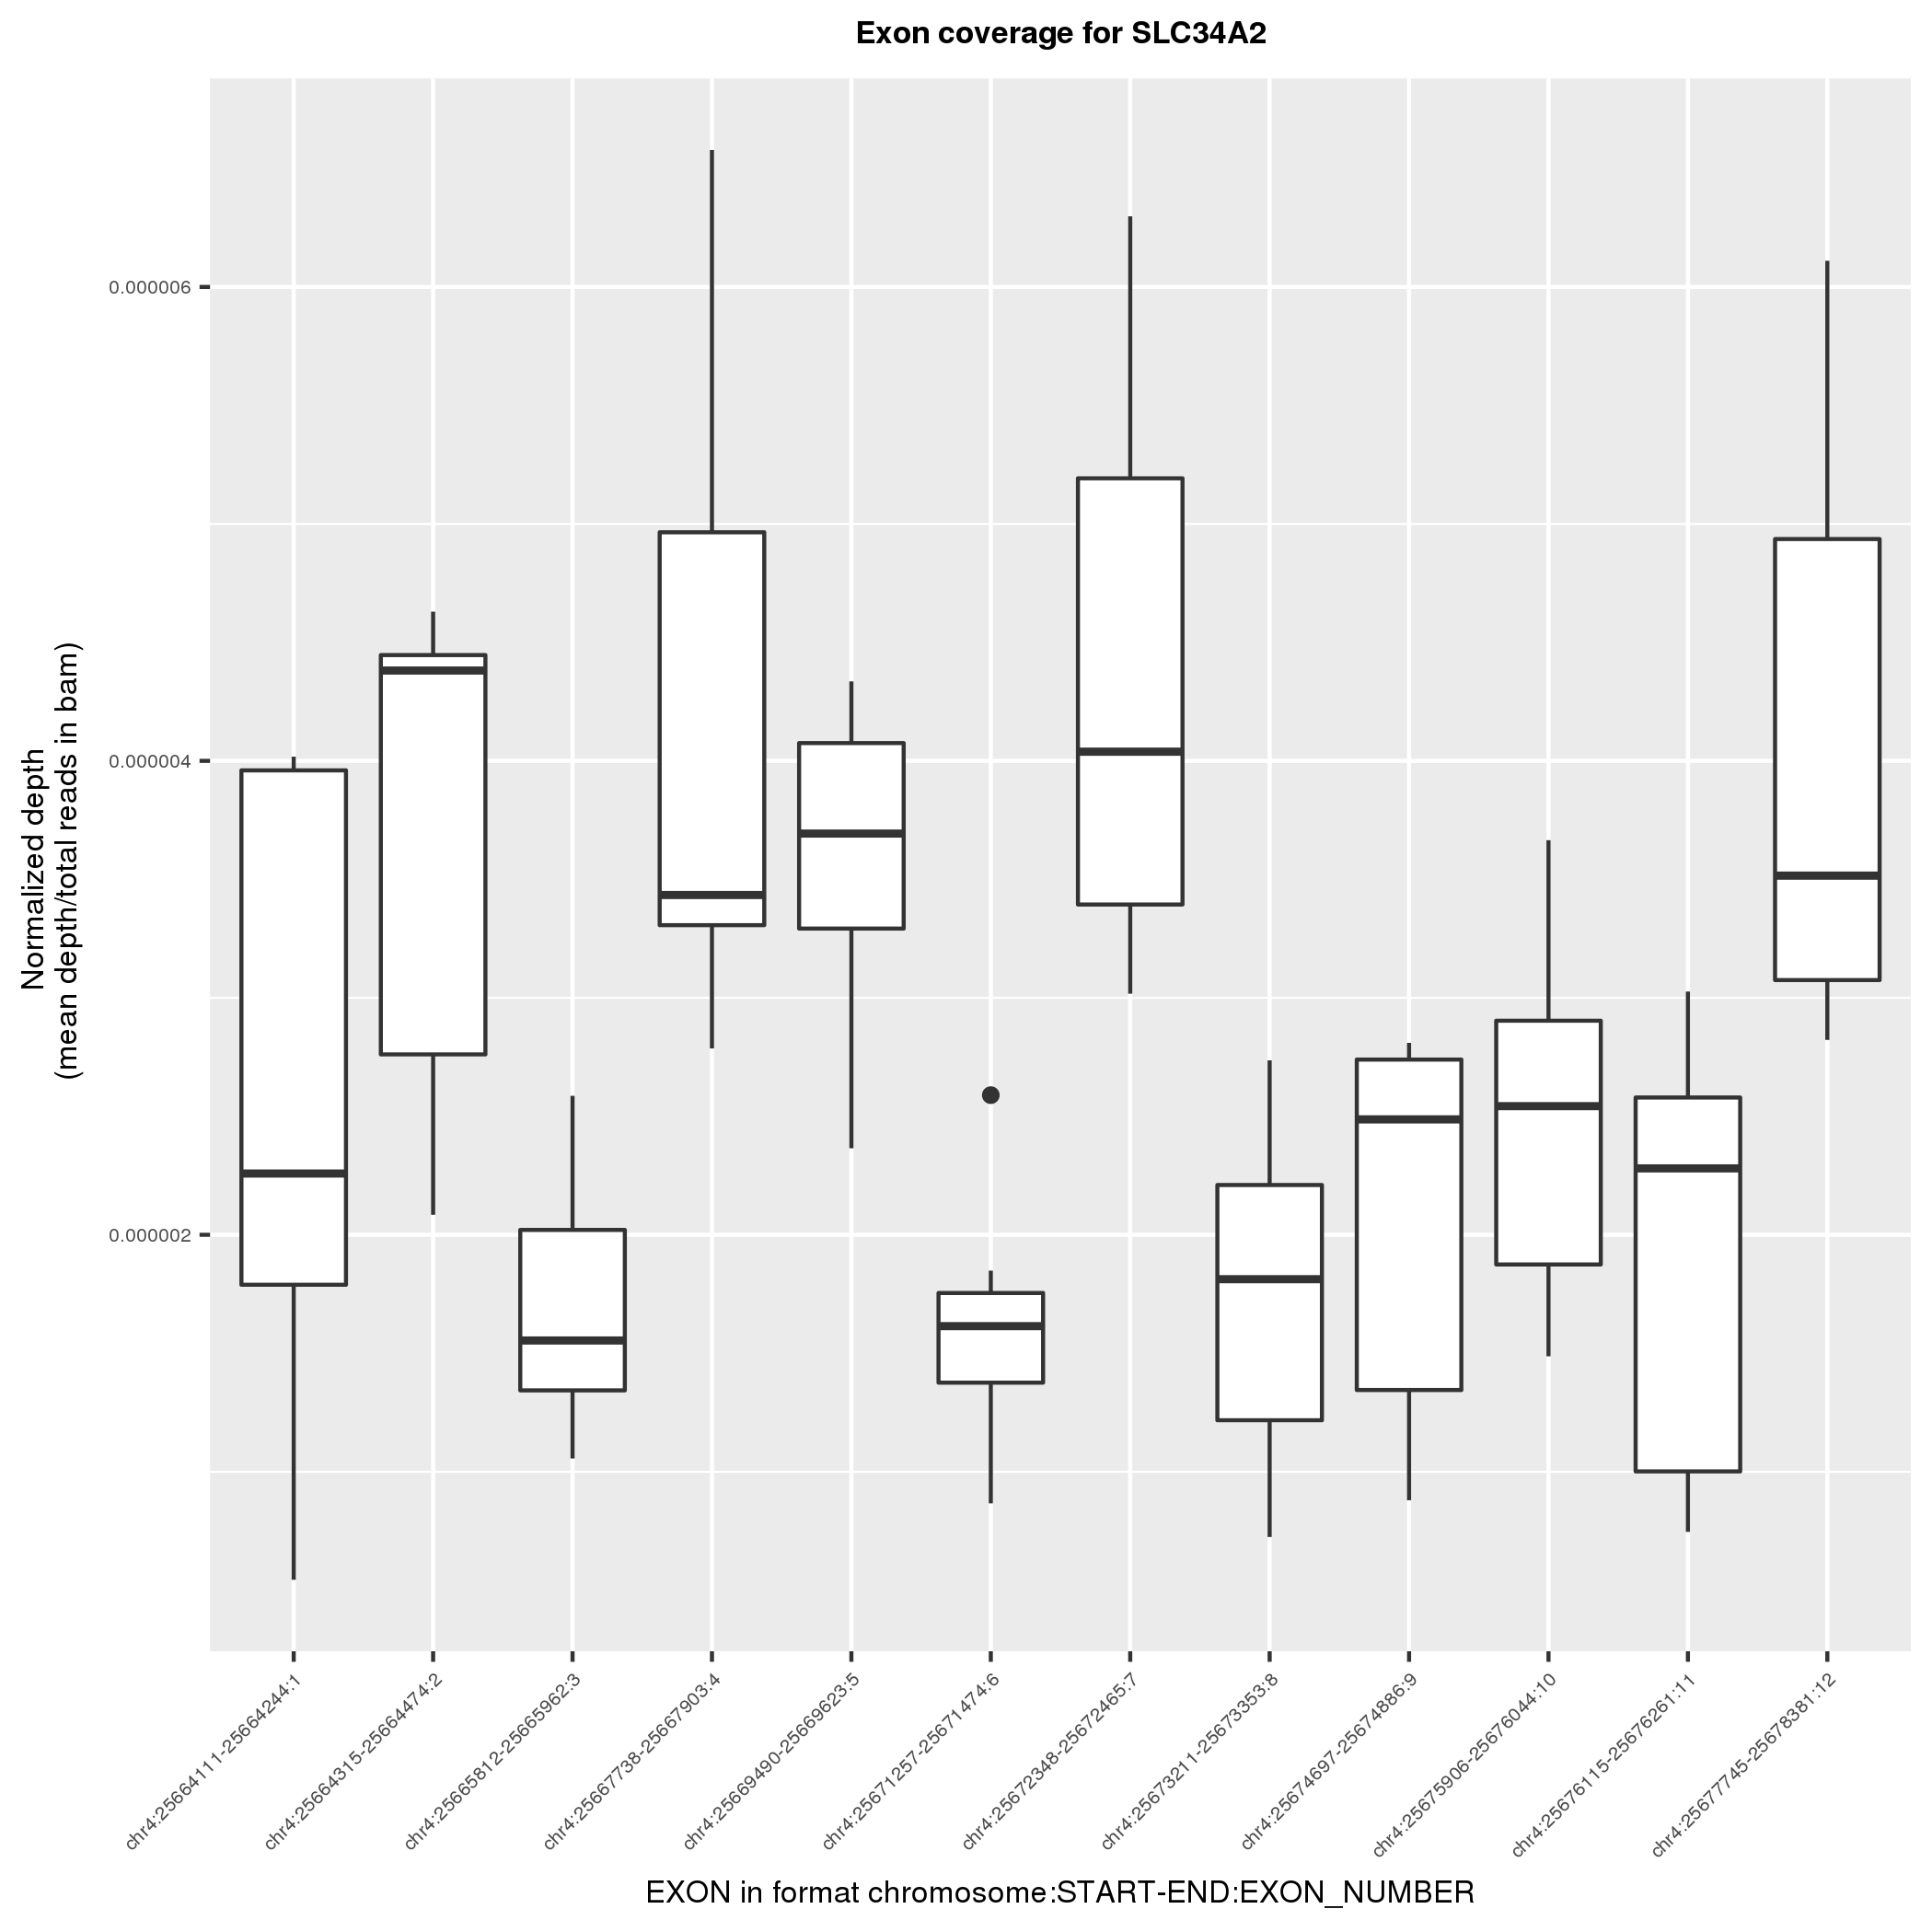 Exon coverage for SLC34A2
Normalized depth
(mean depth/total reads in bam)
0.000006
0.000004
0.000002
chr4:25664111-25664244:1
chr4:25664315-25664474:2
chr4:25665812-25665962:3
chr4:25667738-25667903:4
chr4:25669490-25669623:5
chr4:25671257-25671474:6
chr4:25672348-25672465:7
chr4:25673211-25673353:8
chr4:25674697-25674886:9
chr4:25675906-25676044:10
chr4:25676115-25676261:11
chr4:25677745-25678381:12
EXON in format chromosome:START-END:EXON_NUMBER